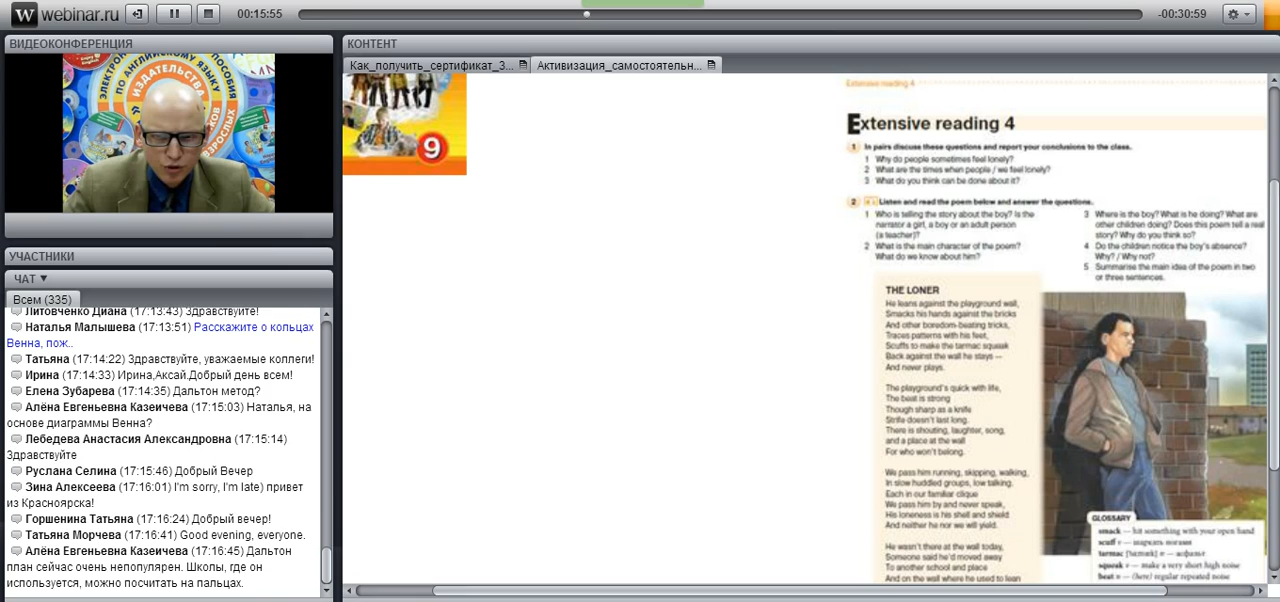 W webinar.ru
00:15:55
-00:30:59
ВИДЕОКОНФЕРЕНЦИЯ
ЭЛЕКТРОН ПОСОБИЯ
ПО АНГЛИЙСКОМУ ЯЗЫКУ
ИЗДАТЕЛЬСТВА
ВЗРОСЛЫХ
УЧАСТНИКИ
ЧАТ ▼
Всем (335)
Литовченко Диана (17:13:43) Здравствуйте!
Наталья Малышева (17:13:51) Расскажите о кольцах
Венна, пож..
Татьяна (17:14:22) Здравствуйте, уважаемые коллеги!
Ирина (17:14:33) Ирина,Аксай.Добрый день всем!
Елена Зубарева (17:14:35) Дальтон метод?
Алёна Евгеньевна Казеичева (17:15:03) Наталья, на
основе диаграммы Венна?
Лебедева Анастасия Александровна (17:15:14)
Здравствуйте
Руслана Селина (17:15:46) Добрый Вечер
Зина Алексеева (17:16:01) I'm sorry, I'm late) привет
из Красноярска!
Горшенина Татьяна (17:16:24) Добрый вечер!
Татьяна Морчева (17:16:41) Good evening, everyone.
Алёна Евгеньевна Казеичева (17:16:45) Дальтон
план сейчас очень непопулярен. Школы, где он
используется, можно посчитать на пальцах.
КОНТЕНТ
Как_получить_сертификат_3...
Активизация_самостоятельн...
9
Extensive reading 4
Extensive reading 4
1 In pairs discuss these questions and report your conclusions to the class.
1 Why do people sometimes feel lonely?
2 What are the times when people / we feel lonely?
3 What do you think can be done about it?
2 Listen and read the poem below and answer the questions.
1 Who is telling the story about the boy? Is the
narrator a girl, a boy or an adult person
(a teacher)?
2 What is the main character of the poem?
What do we know about him?
3 Where is the boy? What is he doing? What are
other children doing? Does this poem tell a real
story? Why do you think so?
4 Do the children notice the boy's absence?
Why? / Why not?
5 Summarise the main idea of the poem in two
or three sentences.
THE LONER
He leans against the playground wall,
Smacks his hands against the bricks
And other boredom-beating tricks,
Traces patterns with his feet,
Scuffs to make the tarmac squeak
Back against the wall he stays —
And never plays.
The playground's quick with life,
The beat is strong
Though sharp as a knife
Strife doesn't last long.
There is shouting, laughter, song,
and a place at the wall
For who won't belong.
We pass him running, skipping, walking,
In slow huddled groups, low talking.
Each in our familiar clique
We pass him by and never speak,
His loneness is his shell and shield
And neither he nor we will yield.
He wasn't there at the wall today,
Someone said he'd moved away
To another school and place
And on the wall where he used to lean
GLOSSARY
smack — hit something with your open hand
scuff v — шаркать ногами
tarmac ['tɑ:mæk] n — асфальт
squeak v — make a very short high noise
beat n — (here) regular repeated noise